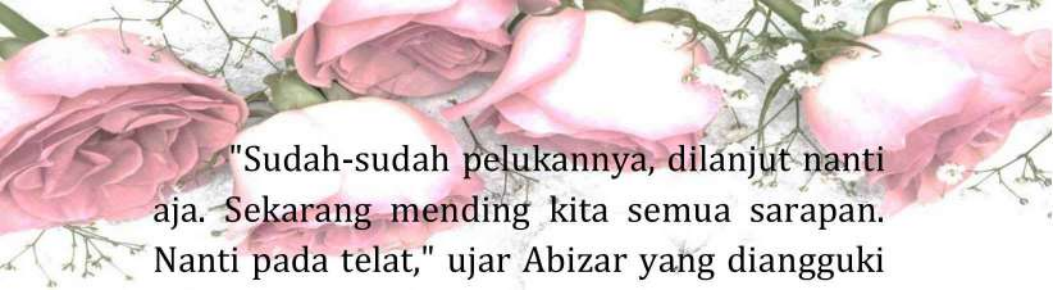 "Sudah-sudah pelukannya, dilanjut nanti
aja. Sekarang mending kita semua sarapan.
Nanti pada telat," ujar Abizar yang diangguki